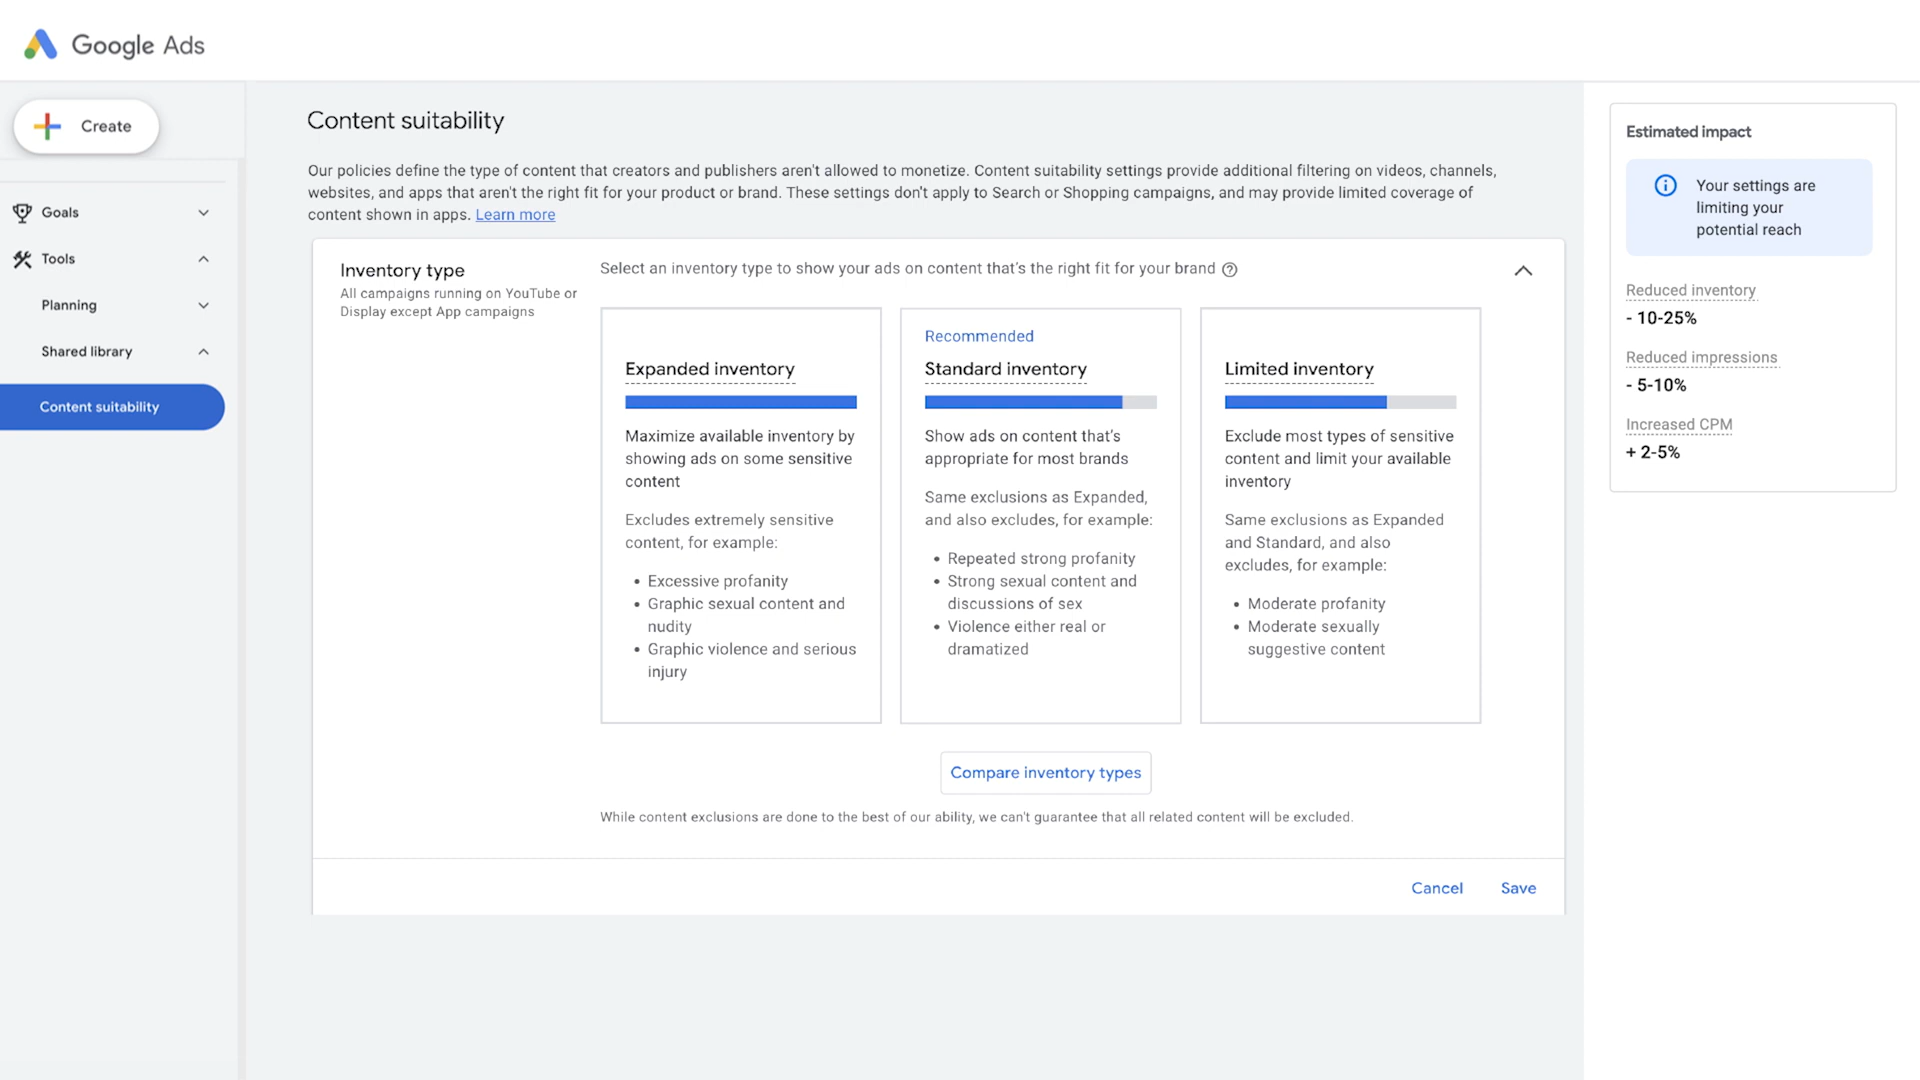 Google Ads
Create
Goals
Tools
Planning
Shared library
Content suitability
Content suitability
Our policies define the type of content that creators and publishers aren't allowed to monetize. Content suitability settings provide additional filtering on videos, channels,
websites, and apps that aren't the right fit for your product or brand. These settings don't apply to Search or Shopping campaigns, and may provide limited coverage of
content shown in apps. Learn more
Inventory type
All campaigns running on YouTube or
Display except App campaigns
Select an inventory type to show your ads on content that's the right fit for your brand
Expanded inventory
Maximize available inventory by
showing ads on some sensitive
content
Excludes extremely sensitive
content, for example:
• Excessive profanity
• Graphic sexual content and
nudity
• Graphic violence and serious
injury
Recommended
Standard inventory
Show ads on content that's
appropriate for most brands
Same exclusions as Expanded,
and also excludes, for example:
• Repeated strong profanity
• Strong sexual content and
discussions of sex
• Violence either real or
dramatized
Limited inventory
Exclude most types of sensitive
content and limit your available
inventory
Same exclusions as Expanded
and Standard, and also
excludes, for example:
• Moderate profanity
• Moderate sexually
suggestive content
Compare inventory types
While content exclusions are done to the best of our ability, we can't guarantee that all related content will be excluded.
Cancel
Save
Estimated impact
Your settings are
limiting your
potential reach
Reduced inventory
- 10-25%
Reduced impressions
- 5-10%
Increased CPM
+ 2-5%